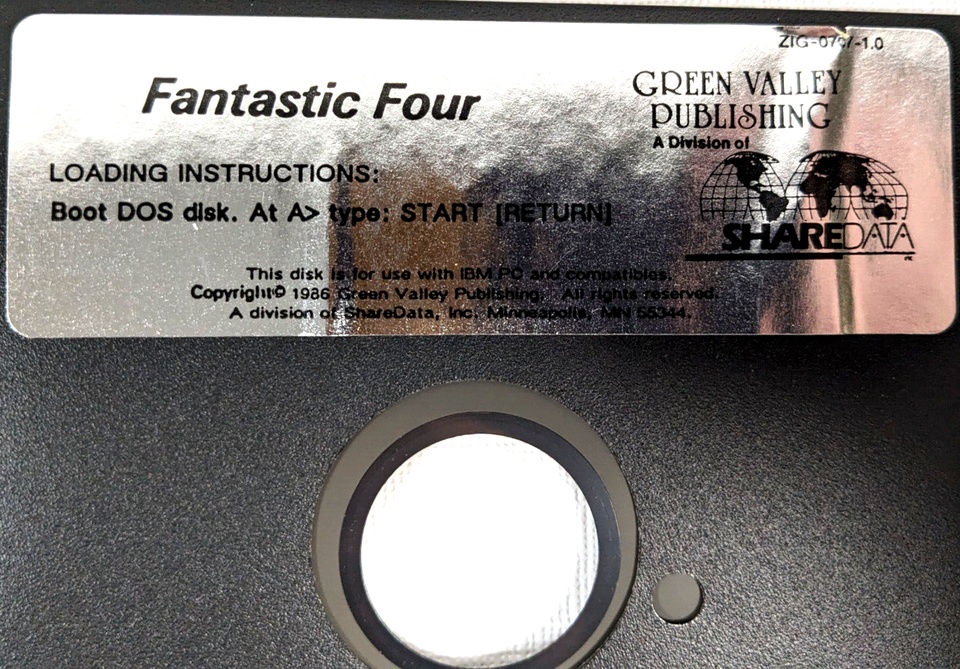 ZIG-0797-1.0
Fantastic Four
GREEN VALLEY
PUBLISHING
A Division of
SHAREDATA
LOADING INSTRUCTIONS:
Boot DOS disk. At A> type: START [RETURN]
This disk is for use with IBM PC and compatibles.
Copyright© 1986 Green Valley Publishing. All rights reserved.
A division of ShareData, Inc. Minneapolis, MN 55344.